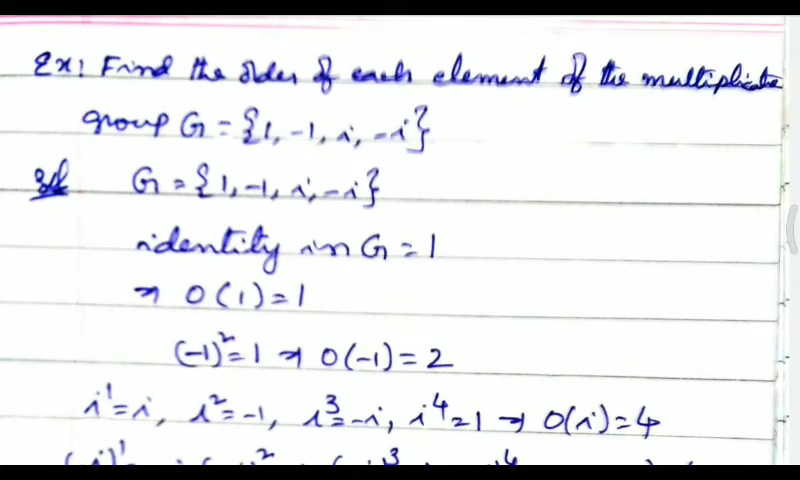 Ex: Find the order of each element of the multiplicative
group G = {1, -1, i, -i}
Sol G = {1, -1, i, -i}
identity in G = 1
⇒ O(1) = 1
(-1)² = 1 ⇒ O(-1) = 2
i¹ = i, i² = -1, i³ = -i, i⁴ = 1 ⇒ O(i) = 4